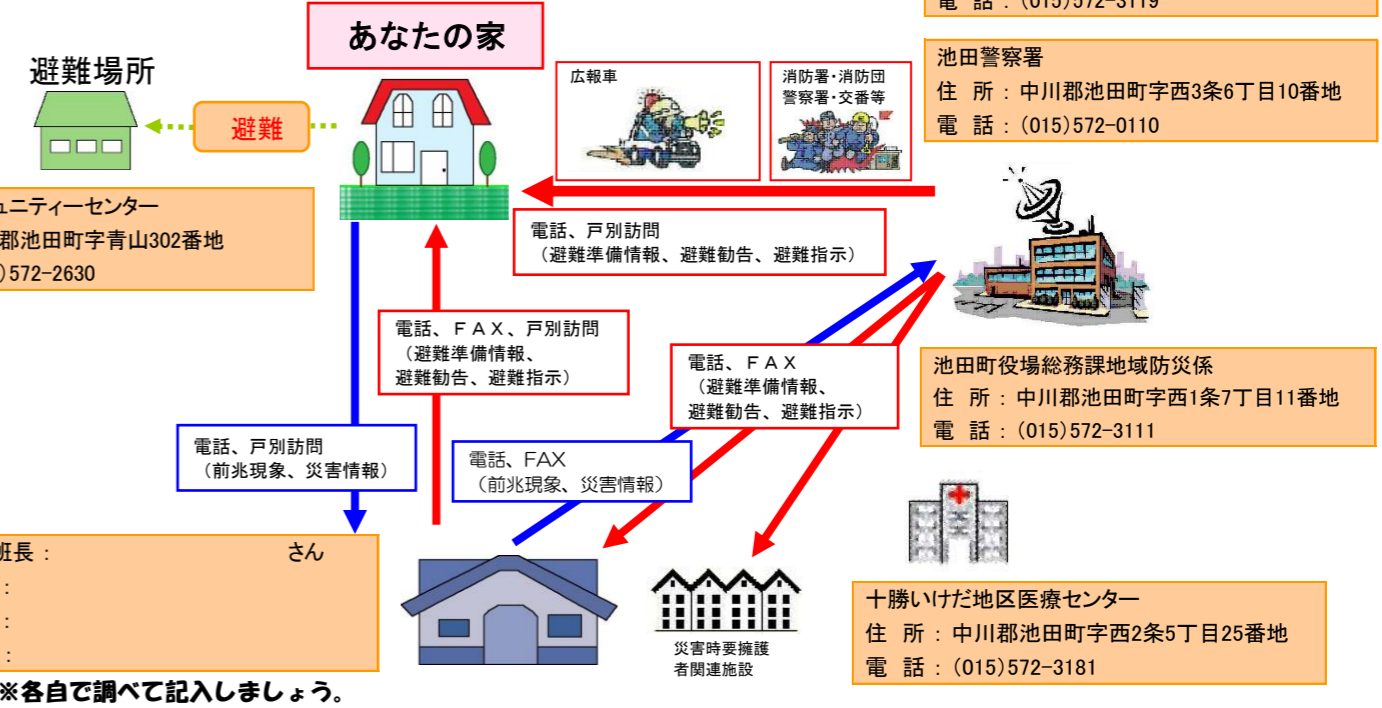 電 話：(015)572-3119
あなたの家
避難場所
避難
広報車
消防署・消防団
警察署・交番等
池田警察署
住 所：中川郡池田町字西3条6丁目10番地
電 話：(015)572-0110
ュニティーセンター
郡池田町字青山302番地
)572-2630
電話、戸別訪問
（避難準備情報、避難勧告、避難指示）
電話、ＦＡＸ、戸別訪問
（避難準備情報、
避難勧告、避難指示）
電話、ＦＡＸ
（避難準備情報、
避難勧告、避難指示）
池田町役場総務課地域防災係
住 所：中川郡池田町字西1条7丁目11番地
電 話：(015)572-3111
電話、戸別訪問
（前兆現象、災害情報）
電話、FAX
（前兆現象、災害情報）
班長： さん
：
：
：
※各自で調べて記入しましょう。
災害時要擁護
者関連施設
十勝いけだ地区医療センター
住 所：中川郡池田町字西2条5丁目25番地
電 話：(015)572-3181